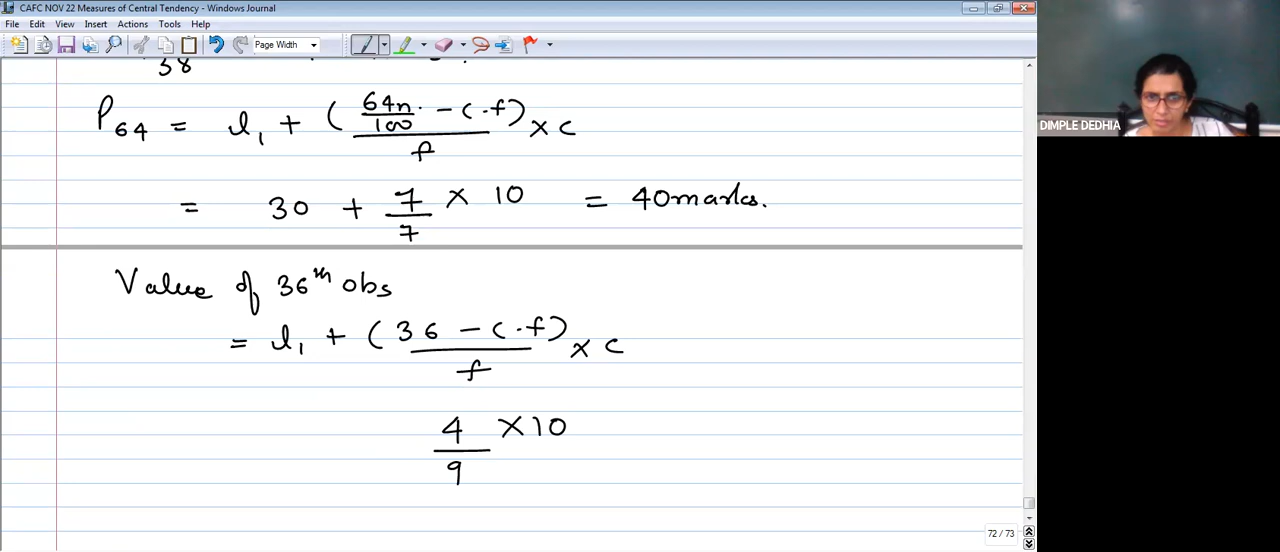 CAFC NOV 22 Measures of Central Tendency - Windows Journal
File Edit View Insert Actions Tools Help
Page Width
38
P64 = l1 + (64n/100 - c.f)/f × c
= 30 + 7/7 × 10 = 40 marks.
Value of 36th obs
= l1 + (36 - c.f)/f × c
4/9 × 10
DIMPLE DEDHIA
72 / 73